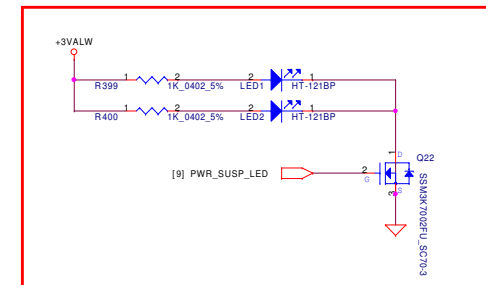 +3VALW
1 2 2 1
R399 1K_0402_5% LED1 HT-121BP
1 2 2 1
R400 1K_0402_5% LED2 HT-121BP
1 D Q22
[9] PWR_SUSP_LED 2 G
3 S
SSM3K7002FU_SC70-3